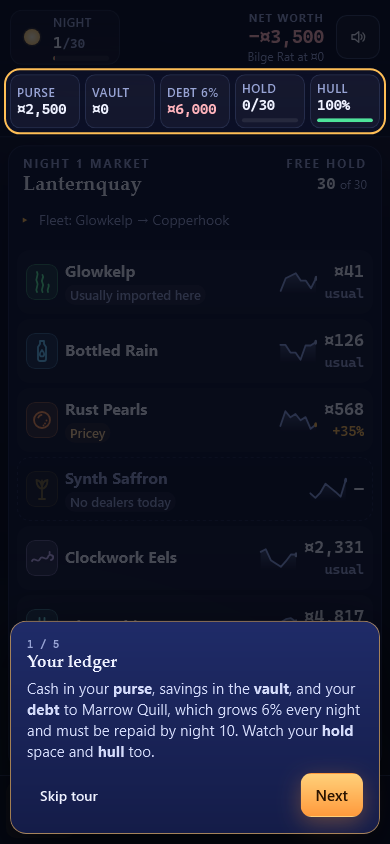 NIGHT
1/30
NET WORTH
−¤3,500
Bilge Rat at ¤0
PURSE
¤2,500
VAULT
¤0
DEBT 6%
¤6,000
HOLD
0/30
HULL
100%
NIGHT 1 MARKET
FREE HOLD
Lanternquay
30 of 30
Fleet: Glowkelp → Copperhook
Glowkelp
¤41
Usually imported here
usual
Bottled Rain
¤126
usual
Rust Pearls
¤568
Pricey
+35%
Synth Saffron
–
No dealers today
Clockwork Eels
¤2,331
usual
¤4,817
1 / 5
Your ledger
Cash in your purse, savings in the vault, and your
debt to Marrow Quill, which grows 6% every night
and must be repaid by night 10. Watch your hold
space and hull too.
Skip tour
Next